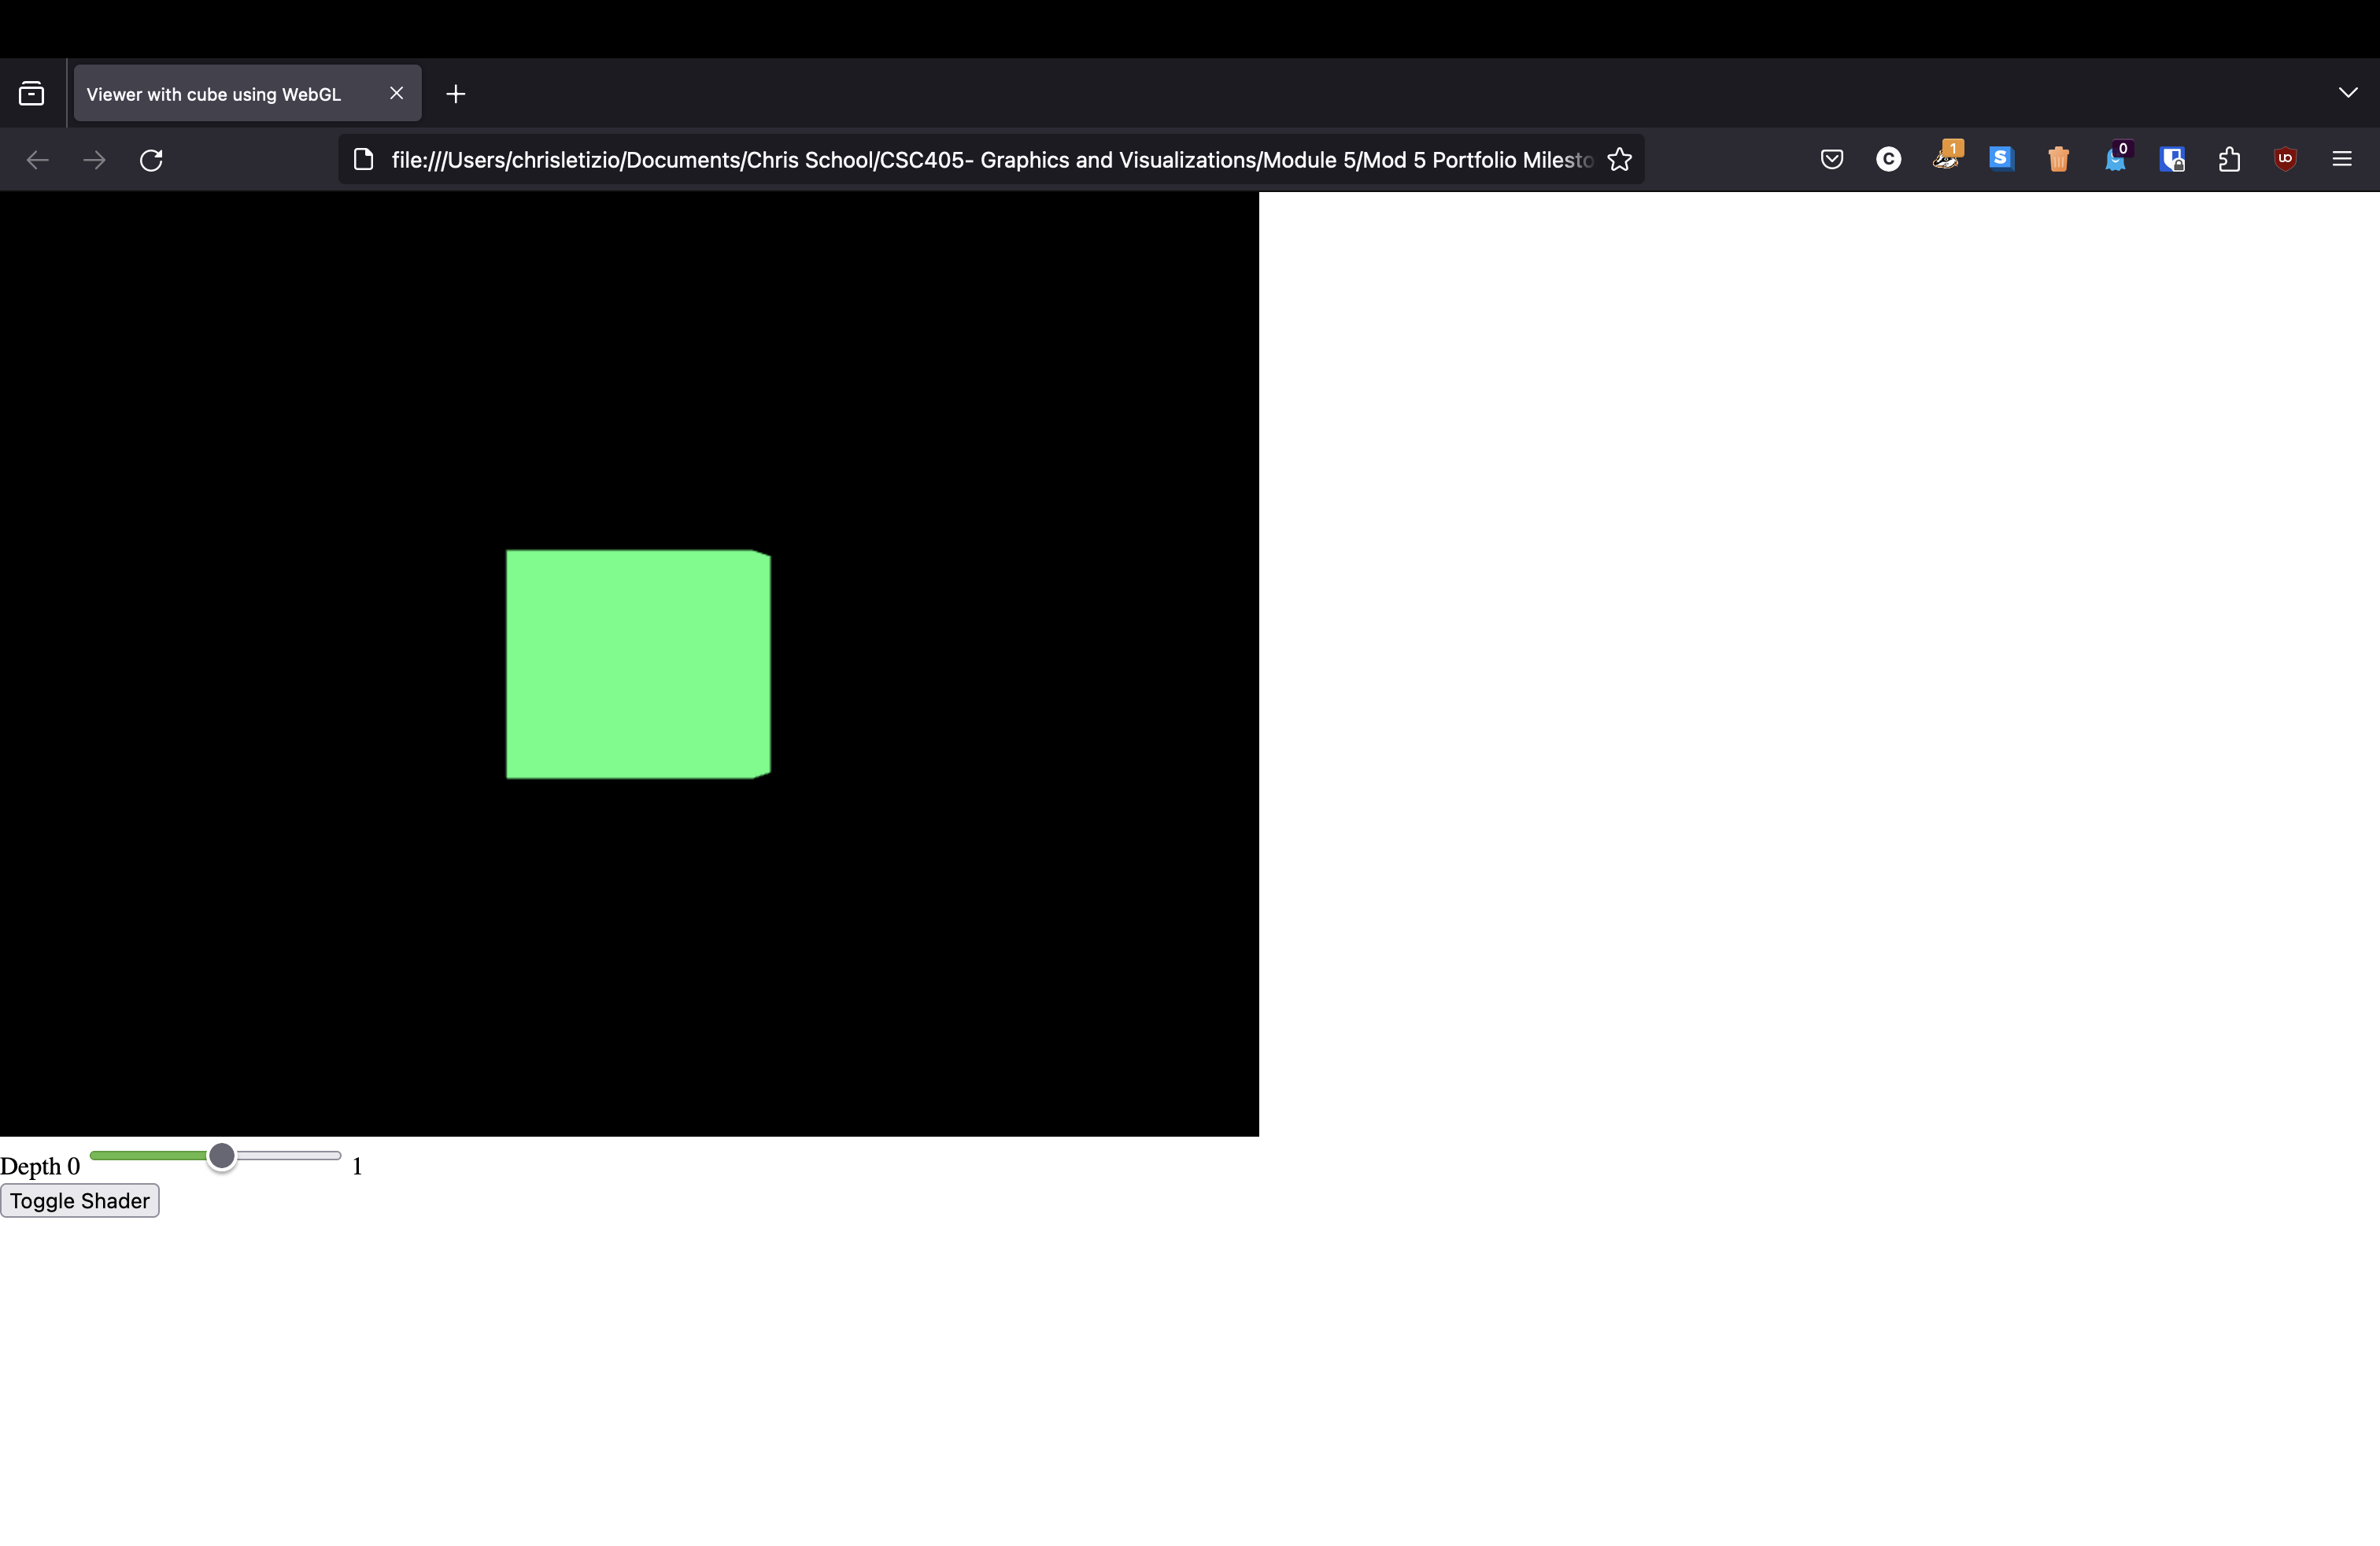 Viewer with cube using WebGL
file:///Users/chrisletizio/Documents/Chris School/CSC405- Graphics and Visualizations/Module 5/Mod 5 Portfolio Milesto
C
1
S
0
uo
Depth 0 1
Toggle Shader